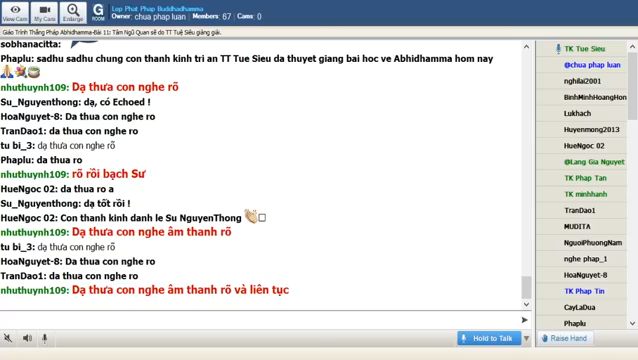 Lop Phat Phap Buddhadhamma
Owner: chua phap luan   Members: 67   Cams: 0
View Cam
My Cam
Enlarge
G
ROOM
Giáo Trình Thắng Pháp Abhidhamma-Bài 11: Tâm Ngũ Quan sẽ do TT Tuệ Siêu giảng giải.
sobhanacitta:
Phaplu: sadhu sadhu chung con thanh kinh tri an TT Tue Sieu da thuyet giang bai hoc ve Abhidhamma hom nay
nhuthuynh109: Dạ thưa con nghe rõ
Su_Nguyenthong: dạ, có Echoed !
HoaNguyet-8: Da thua con nghe ro
TranDao1: da thua con nghe ro
tu bi_3: dạ thưa con nghe rõ
Phaplu: da thua ro
nhuthuynh109: rõ rồi bạch Sư
HueNgoc 02: da thua ro a
Su_Nguyenthong: dạ tốt rồi !
HueNgoc 02: Con thanh kinh danh le Su NguyenThong
nhuthuynh109: Dạ thưa con nghe âm thanh rõ
tu bi_3: dạ thưa con nghe rõ
HoaNguyet-8: Da thua con nghe ro
TranDao1: da thua con nghe ro
nhuthuynh109: Dạ thưa con nghe âm thanh rõ và liên tục
TK Tue Sieu
@chua phap luan
nghilai2001
BinhMinhHoangHon
Lukhach
Huyenmong2013
HueNgoc 02
@Lang Gia Nguyet
TK Phap Tan
TK minhhanh
TranDao1
MUDITA
NguoiPhuongNam
nghe phap_1
HoaNguyet-8
TK Phap Tin
CayLaDua
Phaplu
Hold to Talk
Raise Hand